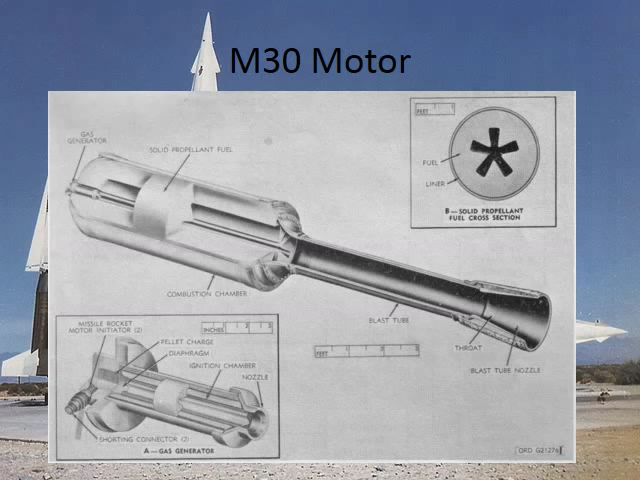 M30 Motor
GAS
GENERATOR
SOLID PROPELLANT FUEL
COMBUSTION CHAMBER
BLAST TUBE
THROAT
BLAST TUBE NOZZLE
FEET
FEET
FUEL
LINER
B—SOLID PROPELLANT
FUEL CROSS SECTION
MISSILE ROCKET
MOTOR INITIATOR (2)
INCHES
PELLET CHARGE
DIAPHRAGM
IGNITION CHAMBER
NOZZLE
SHORTING CONNECTOR (2)
A—GAS GENERATOR
ORD G21276